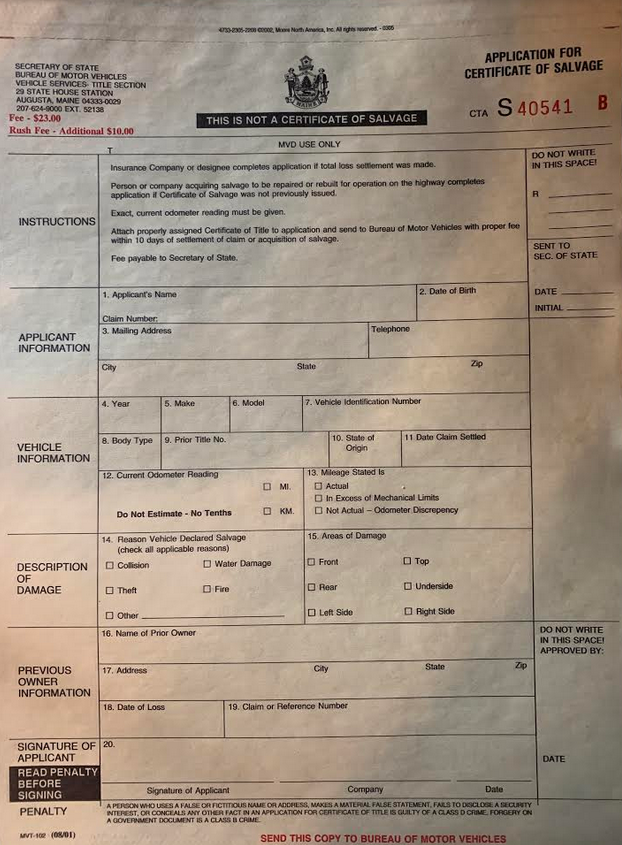 4733-2305-2108-00002, Moore North America, Inc. All rights reserved. - 0305
SECRETARY OF STATE
BUREAU OF MOTOR VEHICLES
VEHICLE SERVICES- TITLE SECTION
29 STATE HOUSE STATION
AUGUSTA, MAINE 04333-0029
207-624-9000 EXT. 52138
Fee - $23.00
Rush Fee - Additional $10.00
MAINE
THIS IS NOT A CERTIFICATE OF SALVAGE
APPLICATION FOR
CERTIFICATE OF SALVAGE
CTA S 40541 B
T
MVD USE ONLY
INSTRUCTIONS
Insurance Company or designee completes application if total loss settlement was made.
Person or company acquiring salvage to be repaired or rebuilt for operation on the highway completes
application if Certificate of Salvage was not previously issued.
Exact, current odometer reading must be given.
Attach properly assigned Certificate of Title to application and send to Bureau of Motor Vehicles with proper fee
within 10 days of settlement of claim or acquisition of salvage.
Fee payable to Secretary of State.
DO NOT WRITE
IN THIS SPACE!
R
SENT TO
SEC. OF STATE
DATE
INITIAL
APPLICANT
INFORMATION
1. Applicant's Name
2. Date of Birth
Claim Number:
3. Mailing Address
Telephone
City State Zip
VEHICLE
INFORMATION
4. Year
5. Make
6. Model
7. Vehicle Identification Number
8. Body Type
9. Prior Title No.
10. State of
Origin
11 Date Claim Settled
12. Current Odometer Reading
MI.
Do Not Estimate - No Tenths
KM.
13. Mileage Stated Is
Actual
In Excess of Mechanical Limits
Not Actual – Odometer Discrepency
DESCRIPTION
OF
DAMAGE
14. Reason Vehicle Declared Salvage
(check all applicable reasons)
Collision Water Damage
Theft Fire
Other
15. Areas of Damage
Front Top
Rear Underside
Left Side Right Side
PREVIOUS
OWNER
INFORMATION
16. Name of Prior Owner
17. Address City State Zip
18. Date of Loss
19. Claim or Reference Number
DO NOT WRITE
IN THIS SPACE!
APPROVED BY:
DATE
SIGNATURE OF
APPLICANT
READ PENALTY
BEFORE
SIGNING
20.
Signature of Applicant Company Date
PENALTY
A PERSON WHO USES A FALSE OR FICTITIOUS NAME OR ADDRESS, MAKES A MATERIAL FALSE STATEMENT, FAILS TO DISCLOSE A SECURITY
INTEREST, OR CONCEALS ANY OTHER FACT IN AN APPLICATION FOR CERTIFICATE OF TITLE IS GUILTY OF A CLASS D CRIME. FORGERY ON
A GOVERNMENT DOCUMENT IS A CLASS B CRIME.
MVT-102 (08/01)
SEND THIS COPY TO BUREAU OF MOTOR VEHICLES